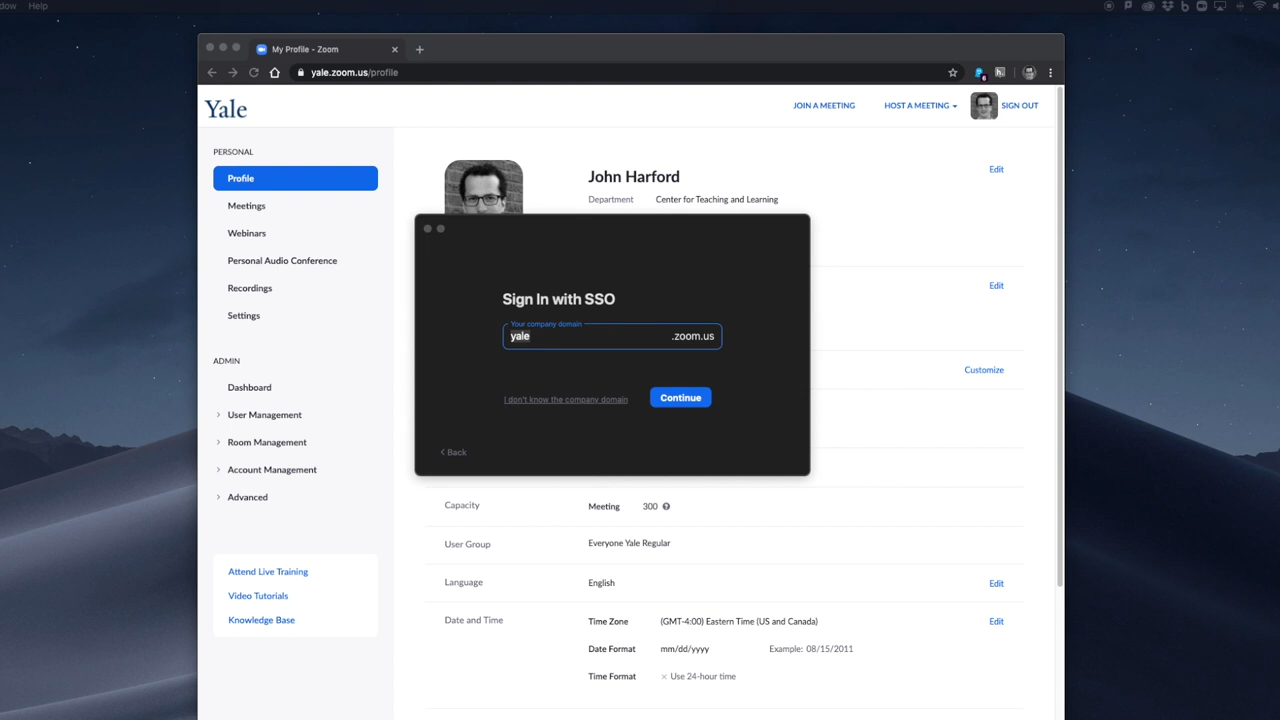 Help
My Profile - Zoom
yale.zoom.us/profile
6
Yale
JOIN A MEETING
HOST A MEETING
SIGN OUT
PERSONAL
Profile
Meetings
Webinars
Personal Audio Conference
Recordings
Settings
ADMIN
Dashboard
User Management
Room Management
Account Management
Advanced
Attend Live Training
Video Tutorials
Knowledge Base
John Harford
Edit
Department Center for Teaching and Learning
Edit
Customize
Sign In with SSO
Your company domain
yale .zoom.us
I don't know the company domain
Continue
Back
Capacity Meeting 300
User Group Everyone Yale Regular
Language English Edit
Date and Time Time Zone (GMT-4:00) Eastern Time (US and Canada) Edit
Date Format mm/dd/yyyy Example: 08/15/2011
Time Format × Use 24-hour time